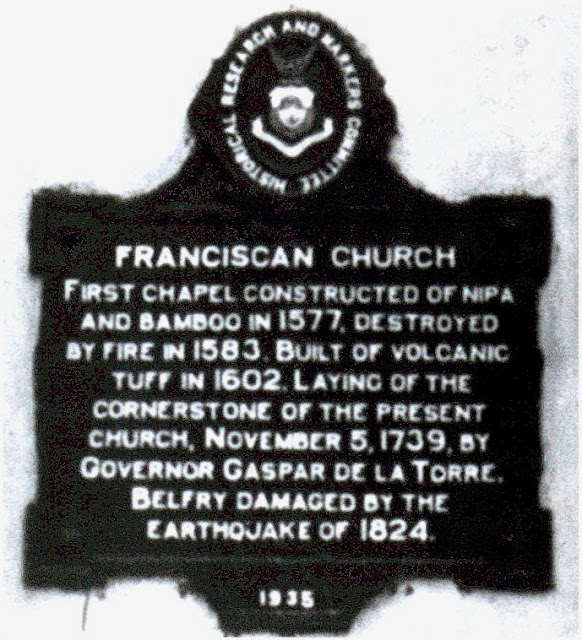 HISTORICAL RESEARCH AND MARKERS COMMITTEE
FRANCISCAN CHURCH
FIRST CHAPEL CONSTRUCTED OF NIPA
AND BAMBOO IN 1577, DESTROYED
BY FIRE IN 1583. BUILT OF VOLCANIC
TUFF IN 1602. LAYING OF THE
CORNERSTONE OF THE PRESENT
CHURCH, NOVEMBER 5, 1739, BY
GOVERNOR GASPAR DE LA TORRE.
BELFRY DAMAGED BY THE
EARTHQJAKE OF 1824.
1935